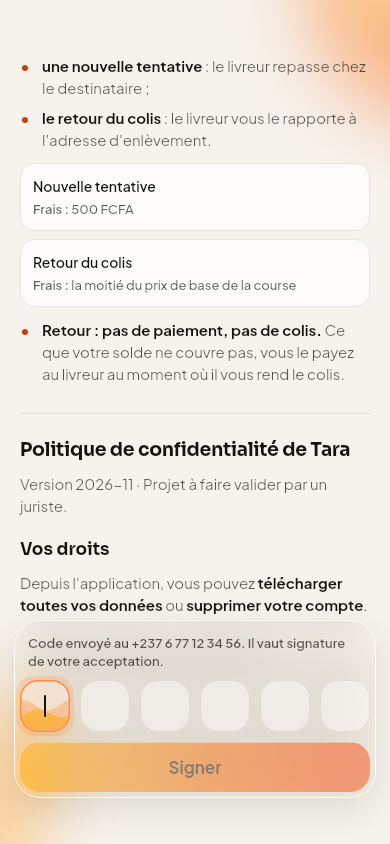 une nouvelle tentative : le livreur repasse chez
le destinataire ;
le retour du colis : le livreur vous le rapporte à
l'adresse d'enlèvement.
Nouvelle tentative
Frais : 500 FCFA
Retour du colis
Frais : la moitié du prix de base de la course
Retour : pas de paiement, pas de colis. Ce
que votre solde ne couvre pas, vous le payez
au livreur au moment où il vous rend le colis.
Politique de confidentialité de Tara
Version 2026-11 · Projet à faire valider par un
juriste.
Vos droits
Depuis l'application, vous pouvez télécharger
toutes vos données ou supprimer votre compte.
Code envoyé au +237 6 77 12 34 56. Il vaut signature
de votre acceptation.
Signer